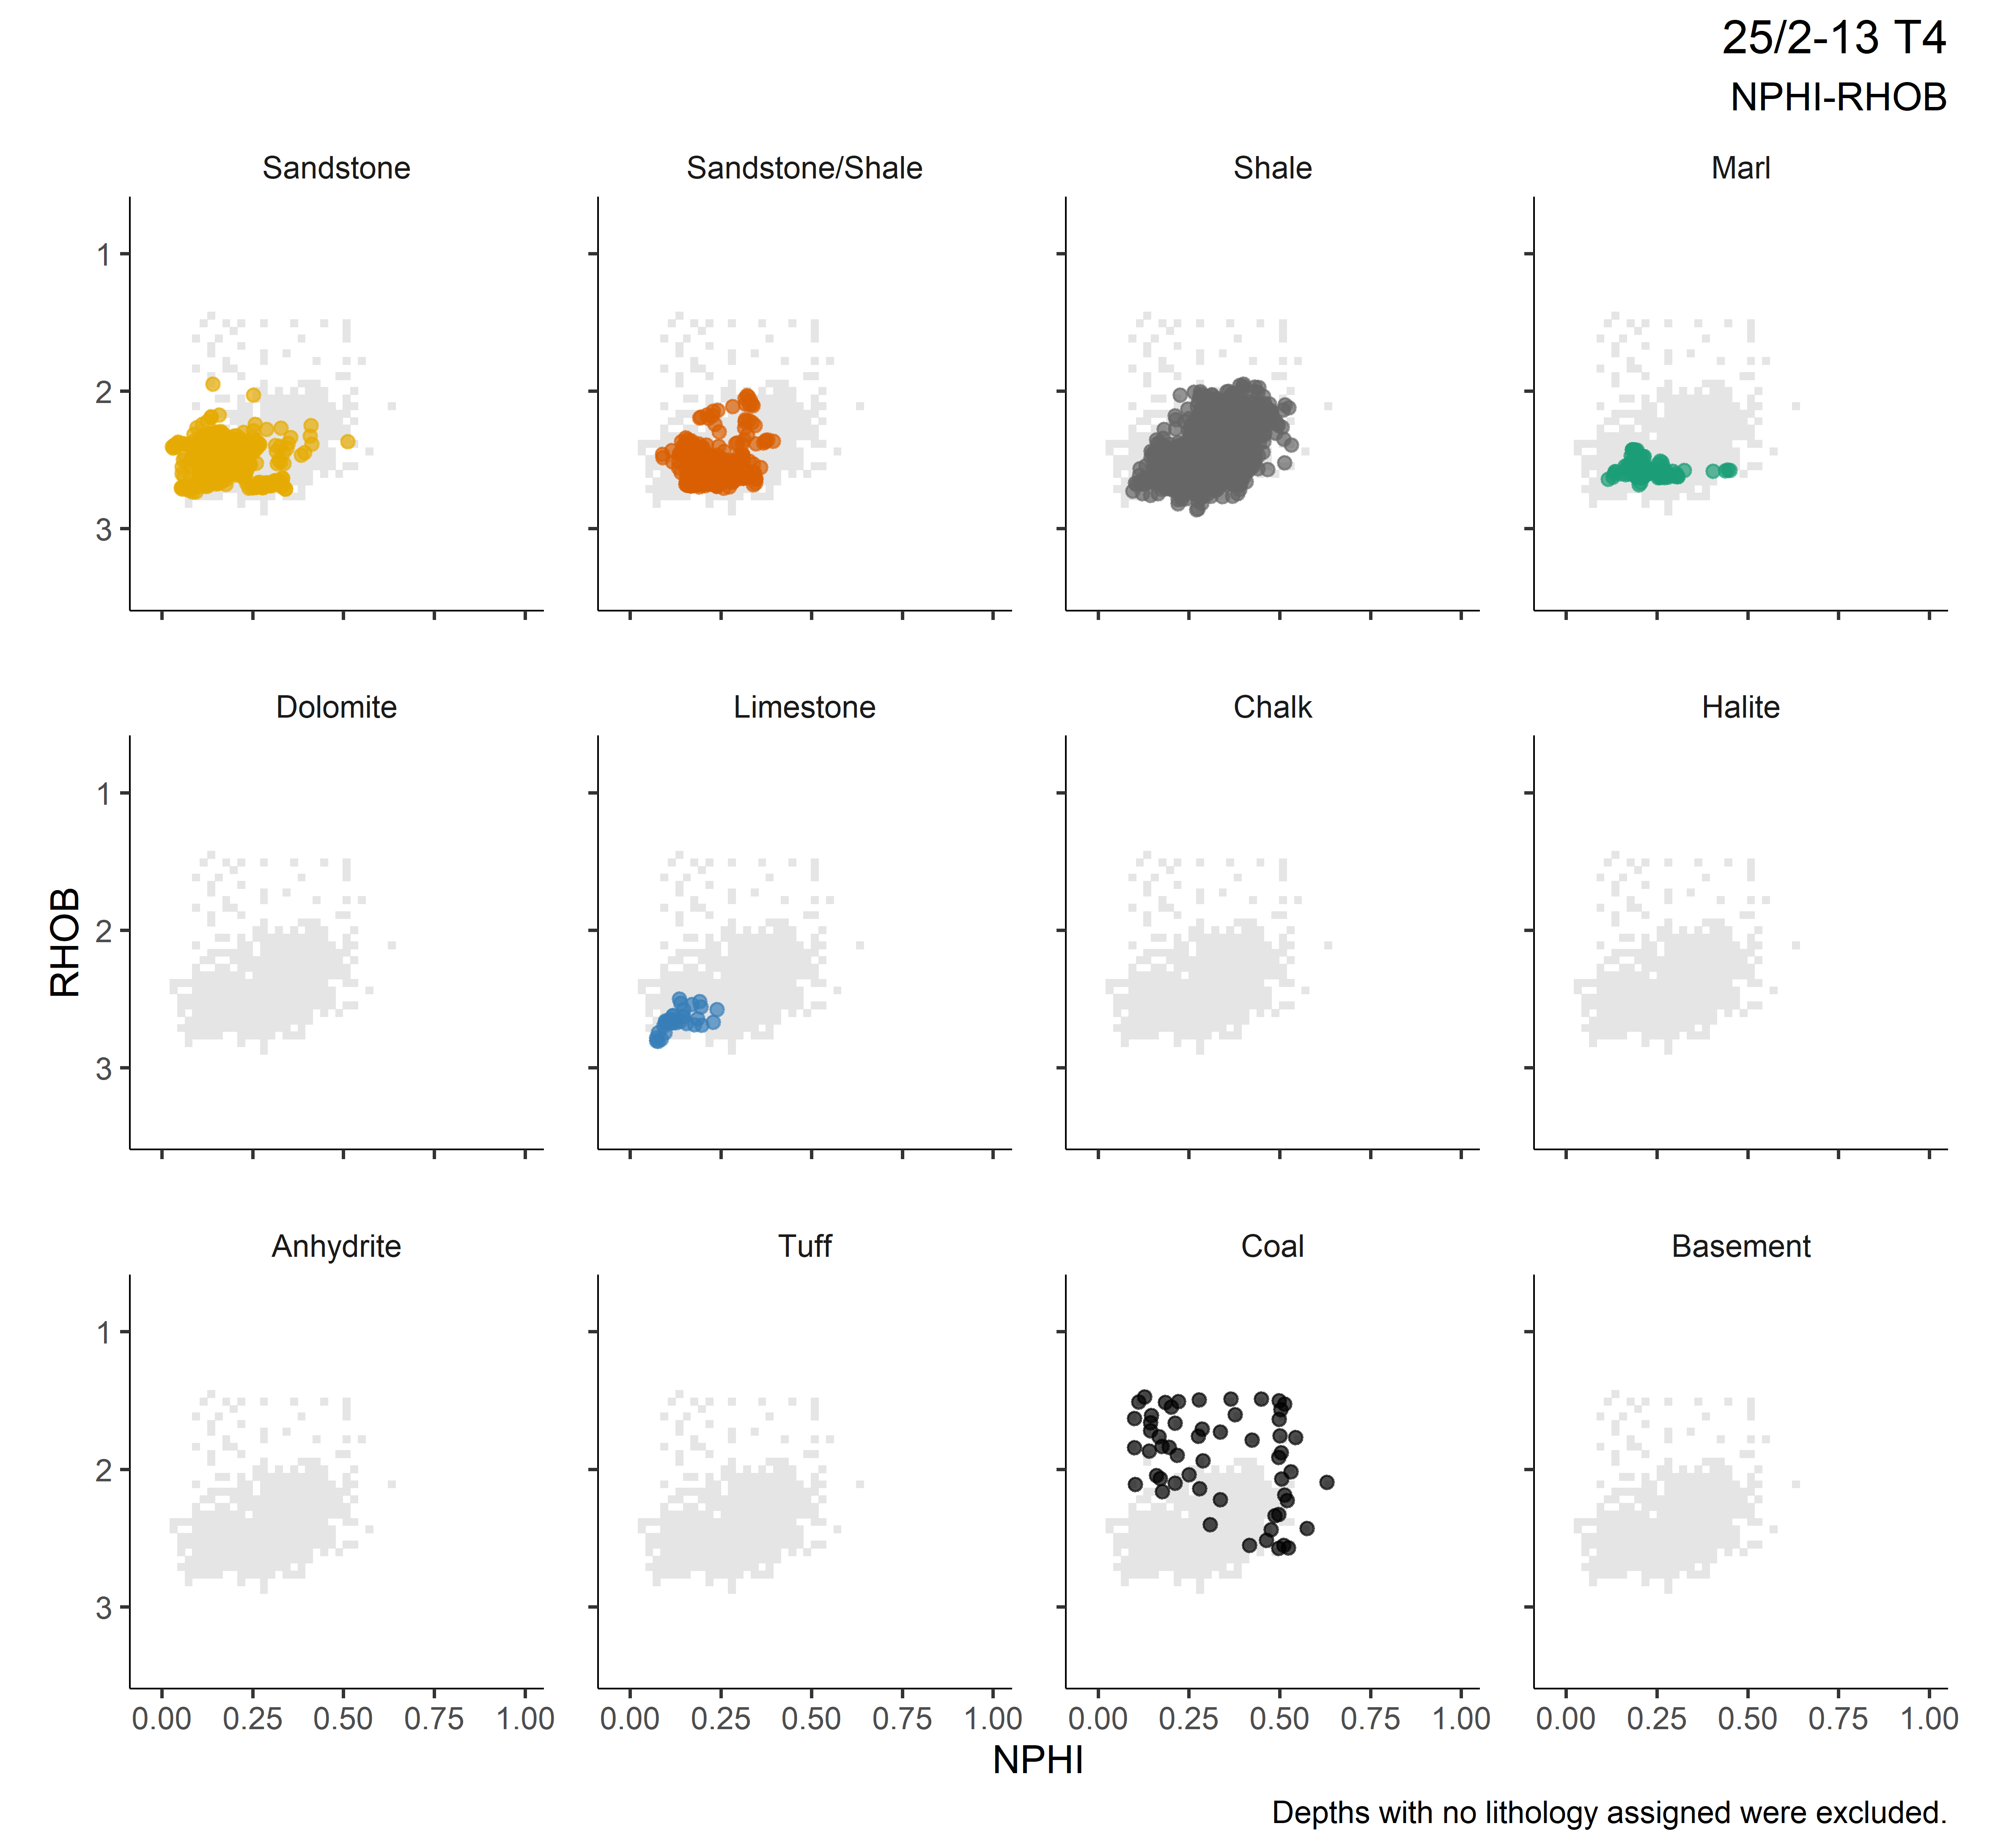 25/2-13 T4
NPHI-RHOB
Sandstone Sandstone/Shale Shale Marl
1
2
3
Dolomite Limestone Chalk Halite
1
2
3
RHOB
Anhydrite Tuff Coal Basement
1
2
3
0.00 0.25 0.50 0.75 1.00 0.00 0.25 0.50 0.75 1.00 0.00 0.25 0.50 0.75 1.00 0.00 0.25 0.50 0.75 1.00
NPHI
Depths with no lithology assigned were excluded.